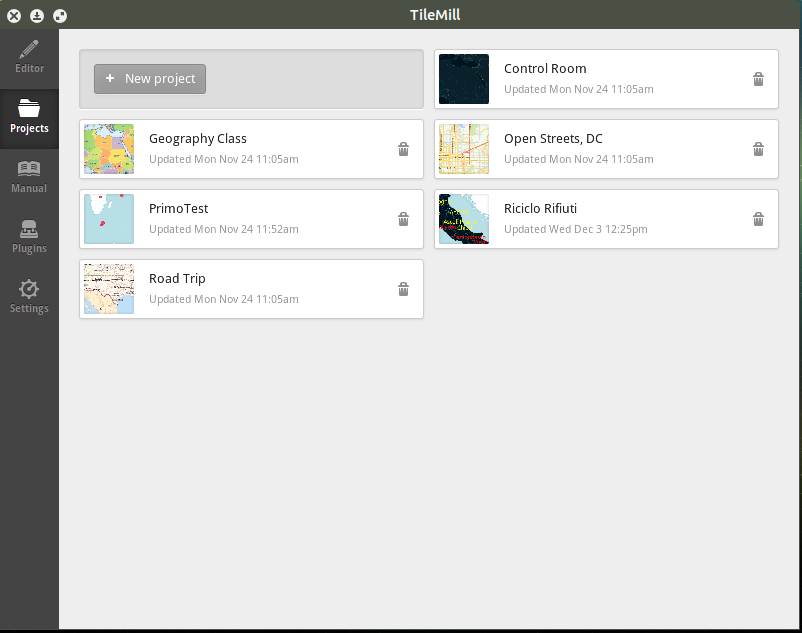 TileMill
Editor
Projects
Manual
Plugins
Settings
+ New project
Control Room
Updated Mon Nov 24 11:05am
Geography Class
Updated Mon Nov 24 11:05am
Open Streets, DC
Updated Mon Nov 24 11:05am
PrimoTest
Updated Mon Nov 24 11:52am
Riciclo Rifiuti
Updated Wed Dec 3 12:25pm
Road Trip
Updated Mon Nov 24 11:05am